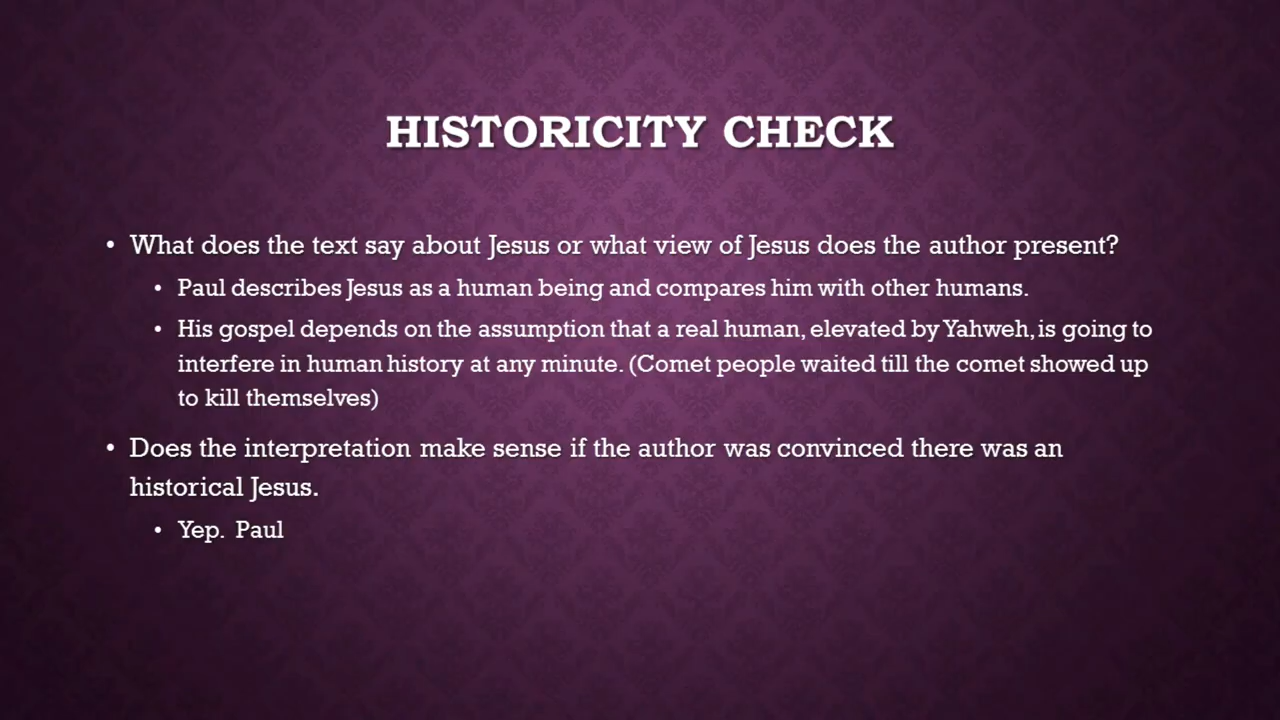 HISTORICITY CHECK
• What does the text say about Jesus or what view of Jesus does the author present?
• Paul describes Jesus as a human being and compares him with other humans.
• His gospel depends on the assumption that a real human, elevated by Yahweh, is going to
interfere in human history at any minute. (Comet people waited till the comet showed up
to kill themselves)
• Does the interpretation make sense if the author was convinced there was an
historical Jesus.
• Yep. Paul